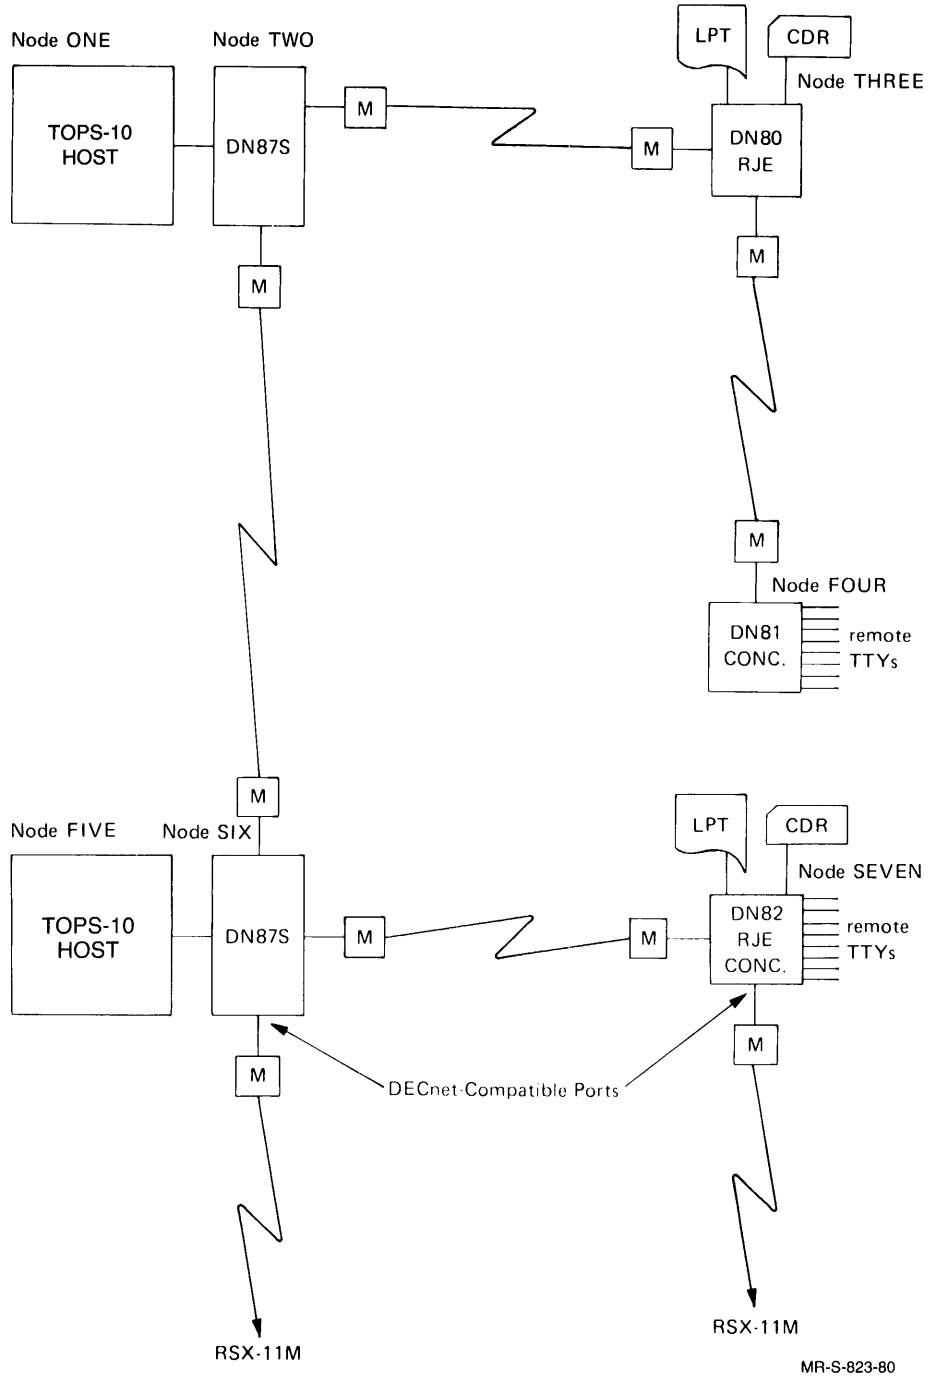 LPT
CDR
Node ONE
Node TWO
Node THREE
TOPS-10
HOST
DN87S
M
M
DN80
RJE
M
M
M
Node FOUR
DN81
CONC.
remote
TTYs
M
LPT
CDR
Node FIVE
Node SIX
Node SEVEN
TOPS-10
HOST
DN87S
M
M
DN82
RJE
CONC.
remote
TTYs
M
M
DECnet-Compatible Ports
RSX-11M
RSX-11M
MR-S-823-80